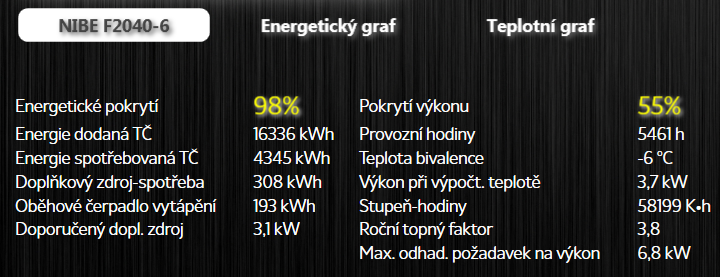 NIBE F2040-6 Energetický graf Teplotní graf
Energetické pokrytí 98% Pokrytí výkonu 55%
Energie dodaná TČ 16336 kWh Provozní hodiny 5461 h
Energie spotřebovaná TČ 4345 kWh Teplota bivalence -6 °C
Doplňkový zdroj-spotřeba 308 kWh Výkon při výpočt. teplotě 3,7 kW
Oběhové čerpadlo vytápění 193 kWh Stupeň-hodiny 58199 K•h
Doporučený dopl. zdroj 3,1 kW Roční topný faktor 3,8
Max. odhad. požadavek na výkon 6,8 kW